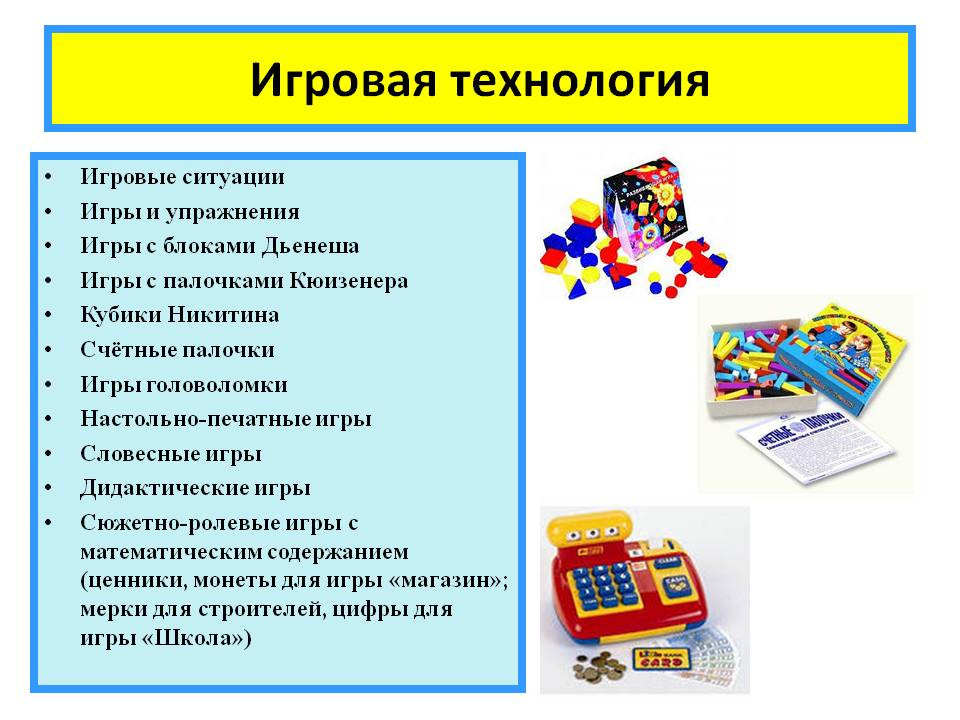 Игровая технология
• Игровые ситуации
• Игры и упражнения
• Игры с блоками Дьенеша
• Игры с палочками Кюизенера
• Кубики Никитина
• Счётные палочки
• Игры головоломки
• Настольно-печатные игры
• Словесные игры
• Дидактические игры
• Сюжетно-ролевые игры с
математическим содержанием
(ценники, монеты для игры «магазин»;
мерки для строителей, цифры для
игры «Школа»)
СЧЕТНЫЕ ПАЛОЧКИ
CLEAR
CASH
CARD